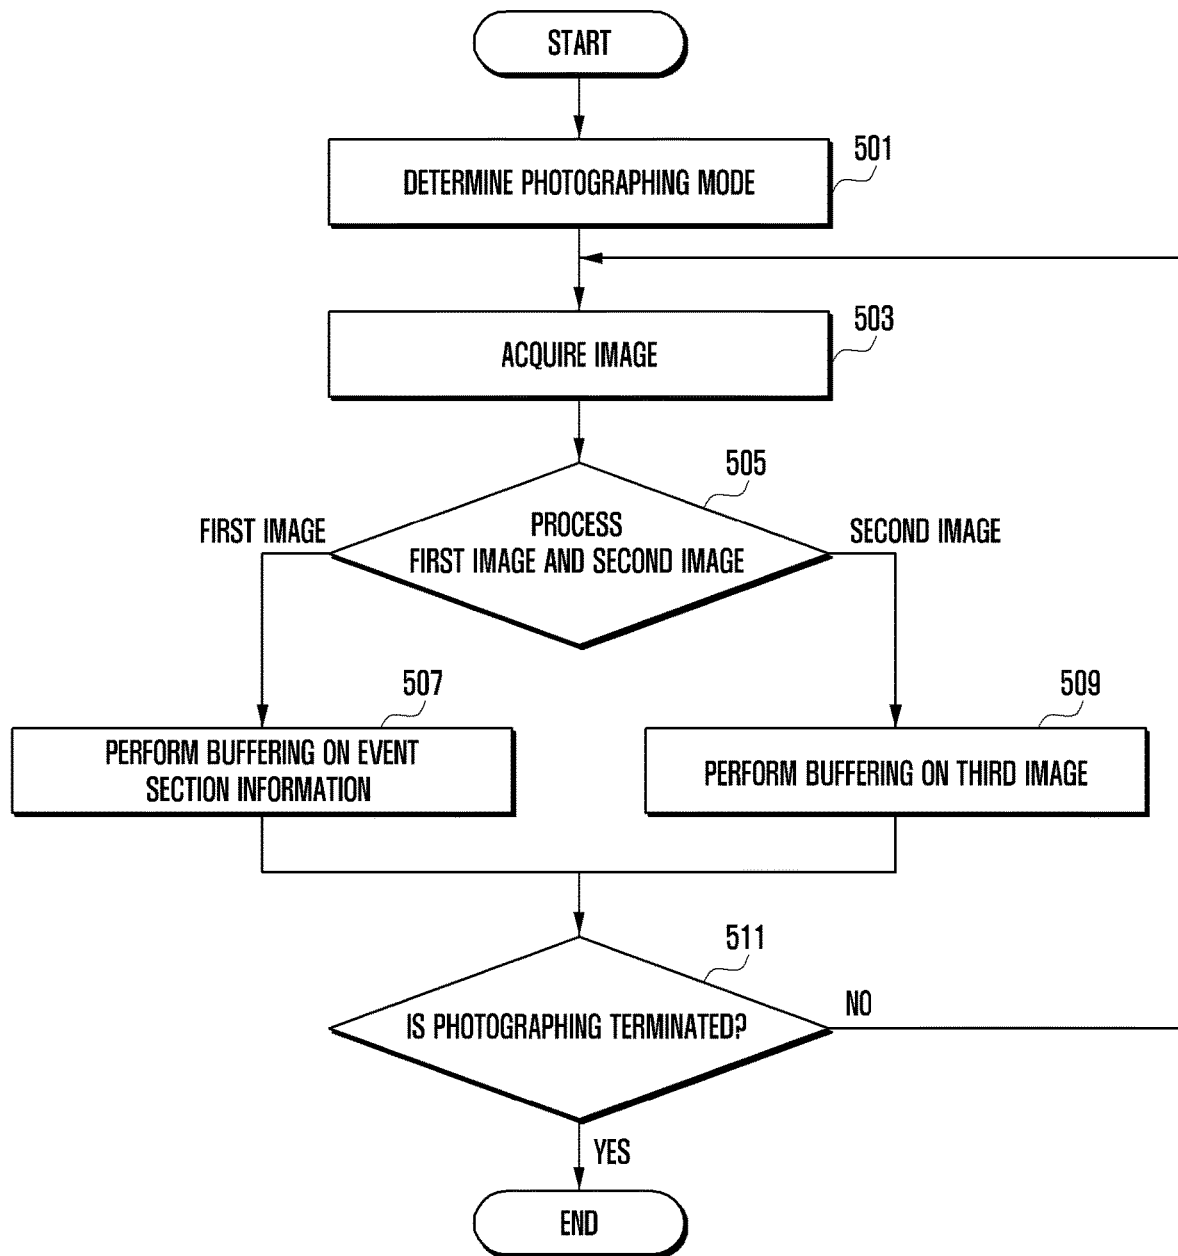 START
501
DETERMINE PHOTOGRAPHING MODE
503
ACQUIRE IMAGE
505
FIRST IMAGE
PROCESS
FIRST IMAGE AND SECOND IMAGE
SECOND IMAGE
507
PERFORM BUFFERING ON EVENT
SECTION INFORMATION
509
PERFORM BUFFERING ON THIRD IMAGE
511
IS PHOTOGRAPHING TERMINATED?
NO
YES
END